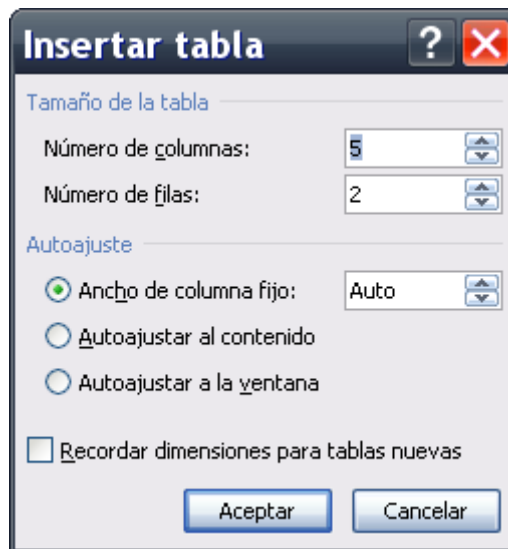 Insertar tabla ?
Tamaño de la tabla
Número de columnas: 5
Número de filas: 2
Autoajuste
Ancho de columna fijo: Auto
Autoajustar al contenido
Autoajustar a la ventana
Recordar dimensiones para tablas nuevas
Aceptar Cancelar